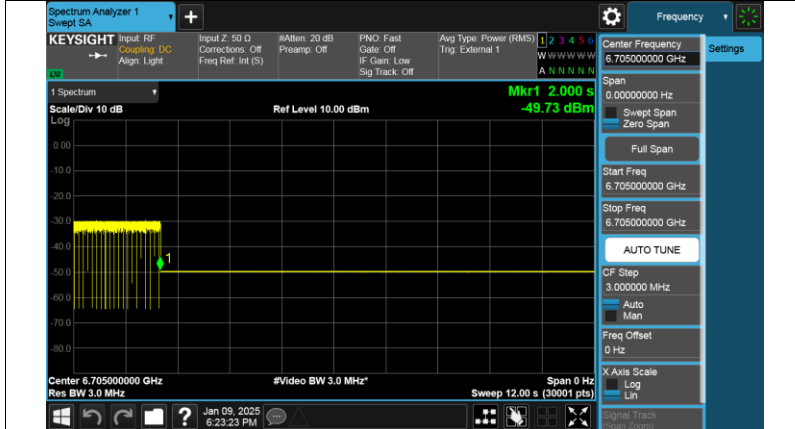 Spectrum Analyzer 1
Swept SA
Frequency
KEYSIGHT
Input: RF
Coupling: DC
Align: Light
Input Z: 50 Ω
Corrections: Off
Freq Ref: Int (S)
#Atten: 20 dB
Preamp: Off
PNO: Fast
Gate: Off
IF Gain: Low
Sig Track: Off
Avg Type: Power (RMS)
Trig: External 1
1 2 3 4 5 6
W W W W W W
A N N N N N
LXI
1 Spectrum
Mkr1 2.000 s
Scale/Div 10 dB
Ref Level 10.00 dBm
-49.73 dBm
Log
0.00
-10.0
-20.0
-30.0
-40.0
-50.0
-60.0
-70.0
-80.0
1
Center 6.705000000 GHz
#Video BW 3.0 MHz*
Span 0 Hz
Res BW 3.0 MHz
Sweep 12.00 s (30001 pts)
Jan 09, 2025
6:23:23 PM
Center Frequency
6.705000000 GHz
Settings
Span
0.00000000 Hz
Swept Span
Zero Span
Full Span
Start Freq
6.705000000 GHz
Stop Freq
6.705000000 GHz
AUTO TUNE
CF Step
3.000000 MHz
Auto
Man
Freq Offset
0 Hz
X Axis Scale
Log
Lin
Signal Track
(Span Zoom)